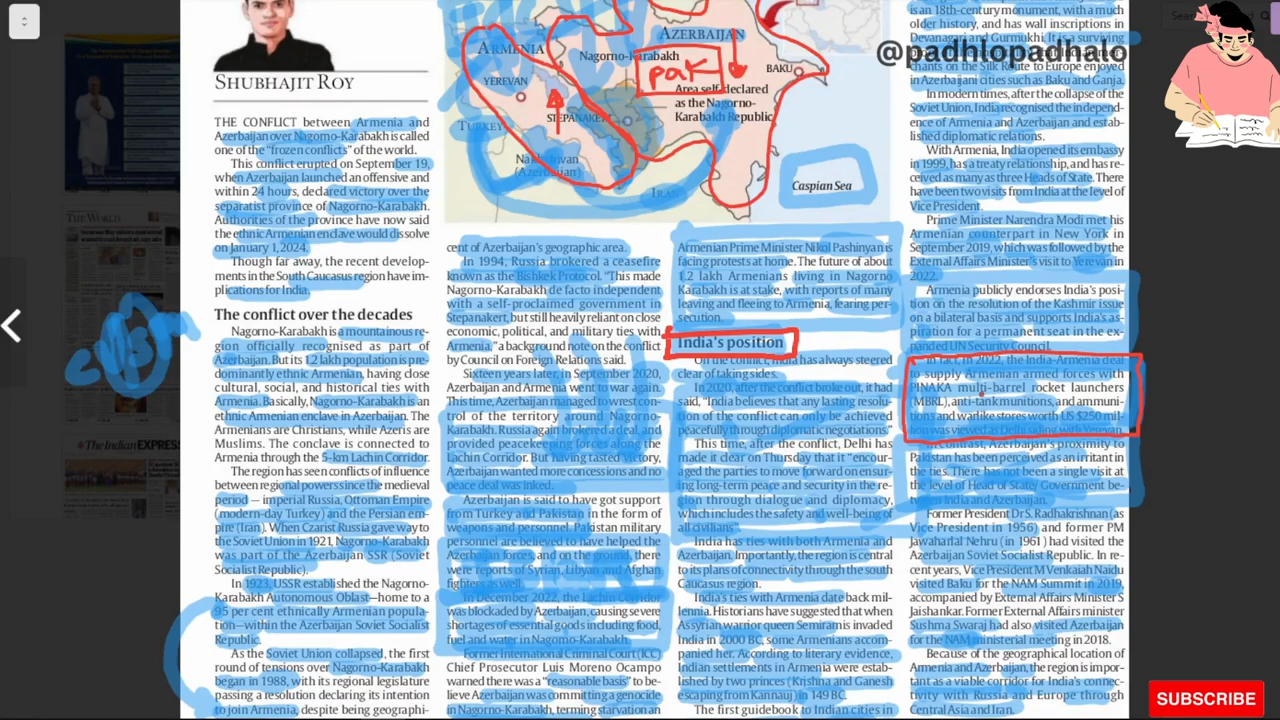 SHUBHAJIT ROY
THE CONFLICT between Armenia and
Azerbaijan over Nagorno-Karabakh is called
one of the "frozen conflicts" of the world.
This conflict erupted on September 19,
when Azerbaijan launched an offensive and
within 24 hours, declared victory over the
separatist province of Nagorno-Karabakh.
Authorities of the province have now said
the ethnic Armenian enclave would dissolve
on January 1, 2024.
Though far away, the recent develop-
ments in the South Caucasus region have im-
plications for India.
The conflict over the decades
Nagorno-Karabakh is a mountainous re-
gion officially recognised as part of
Azerbaijan. But its 1.2 lakh population is pre-
dominantly ethnic Armenian, having close
cultural, social, and historical ties with
Armenia. Basically, Nagorno-Karabakh is an
ethnic Armenian enclave in Azerbaijan. The
Armenians are Christians, while Azeris are
Muslims. The conclave is connected to
Armenia through the 5-km Lachin Corridor.
The region has seen conflicts of influence
between regional powers since the medieval
period — imperial Russia, Ottoman Empire
(modern-day Turkey) and the Persian em-
pire (Iran). When Czarist Russia gave way to
the Soviet Union in 1921, Nagorno-Karabakh
was part of the Azerbaijan SSR (Soviet
Socialist Republic).
In 1923, USSR established the Nagorno-
Karabakh Autonomous Oblast—home to a
95 per cent ethnically Armenian popula-
tion—within the Azerbaijan Soviet Socialist
Republic.
As the Soviet Union collapsed, the first
round of tensions over Nagorno-Karabakh
began in 1988, with its regional legislature
passing a resolution declaring its intention
to join Armenia, despite being geographi-
ARMENIA
AZERBAIJAN
Nagorno-Karabakh
pak
BAKU
YEREVAN
Area self-declared
as the Nagorno-
Karabakh Republic
STEPANAKERT
TURKEY
Nakhchivan
(Azerbaijan)
IRAN
Caspian Sea
cent of Azerbaijan's geographic area.
In 1994, Russia brokered a ceasefire
known as the Bishkek Protocol. "This made
Nagorno-Karabakh de facto independent
with a self-proclaimed government in
Stepanakert, but still heavily reliant on close
economic, political, and military ties with
Armenia," a background note on the conflict
by Council on Foreign Relations said.
Sixteen years later, in September 2020,
Azerbaijan and Armenia went to war again.
This time, Azerbaijan managed to wrest con-
trol of the territory around Nagorno-
Karabakh. Russia again brokered a deal, and
provided peacekeeping forces along the
Lachin Corridor. But having tasted victory,
Azerbaijan wanted more concessions and no
peace deal was inked.
Azerbaijan is said to have got support
from Turkey and Pakistan in the form of
weapons and personnel. Pakistan military
personnel are believed to have helped the
Azerbaijan forces, and on the ground, there
were reports of Syrian, Libyan and Afghan
fighters as well.
In December 2022, the Lachin Corridor
was blockaded by Azerbaijan, causing severe
shortages of essential goods including food,
fuel and water in Nagorno-Karabakh.
Former International Criminal Court (ICC)
Chief Prosecutor Luis Moreno Ocampo
warned there was a "reasonable basis" to be-
lieve Azerbaijan was committing a genocide
in Nagorno-Karabakh, terming starvation an
Armenian Prime Minister Nikol Pashinyan is
facing protests at home. The future of about
1.2 lakh Armenians living in Nagorno
Karabakh is at stake, with reports of many
leaving and fleeing to Armenia, fearing per-
secution.
India's position
On the conflict, India has always steered
clear of taking sides.
In 2020, after the conflict broke out, it had
said, "India believes that any lasting resolu-
tion of the conflict can only be achieved
peacefully through diplomatic negotiations."
This time, after the conflict, Delhi has
made it clear on Thursday that it "encour-
aged the parties to move forward on ensur-
ing long-term peace and security in the re-
gion through dialogue and diplomacy,
which includes the safety and well-being of
all civilians".
India has ties with both Armenia and
Azerbaijan. Importantly, the region is central
to its plans of connectivity through the south
Caucasus region.
India's ties with Armenia date back mil-
lennia. Historians have suggested that when
Assyrian warrior queen Semiramis invaded
India in 2000 BC, some Armenians accom-
panied her. According to literary evidence,
Indian settlements in Armenia were estab-
lished by two princes (Krishna and Ganesh
escaping from Kannauj) in 149 BC.
The first guidebook to Indian cities in
is an 18th-century monument, with a much
older history, and has wall inscriptions in
Devanagri and Gurmukhi. It is a surviving
chants on the Silk Route to Europe enjoyed
in Azerbaijani cities such as Baku and Ganja.
In modern times, after the collapse of the
Soviet Union, India recognised the independ-
ence of Armenia and Azerbaijan and estab-
lished diplomatic relations.
With Armenia, India opened its embassy
in 1999, has a treaty relationship, and has re-
ceived as many as three Heads of State. There
have been two visits from India at the level of
Vice President.
Prime Minister Narendra Modi met his
Armenian counterpart in New York in
September 2019, which was followed by the
External Affairs Minister's visit to Yerevan in
2022.
Armenia publicly endorses India's posi-
tion on the resolution of the Kashmir issue
on a bilateral basis and supports India's as-
piration for a permanent seat in the ex-
panded UN Security Council.
In fact, in 2022, the India-Armenia deal
to supply Armenian armed forces with
PINAKA multi-barrel rocket launchers
(MBRL), anti-tank munitions, and ammuni-
tions and warlike stores worth US $250 mil-
lion was viewed as Delhi siding with Yerevan.
In contrast, Azerbaijan's proximity to
Pakistan has been perceived as an irritant in
the ties. There has not been a single visit at
the level of Head of State/ Government be-
tween India and Azerbaijan.
Former President Dr S. Radhakrishnan (as
Vice President in 1956) and former PM
Jawaharlal Nehru (in 1961) had visited the
Azerbaijan Soviet Socialist Republic. In re-
cent years, Vice President M Venkaiah Naidu
visited Baku for the NAM Summit in 2019,
accompanied by External Affairs Minister S
Jaishankar. Former External Affairs minister
Sushma Swaraj had also visited Azerbaijan
for the NAM ministerial meeting in 2018.
Because of the geographical location of
Armenia and Azerbaijan, the region is impor-
tant as a viable corridor for India's connec-
tivity with Russia and Europe through
Central Asia and Iran.
@padhlopadhalo
THE WORLD
The Indian EXPRESS
SUBSCRIBE